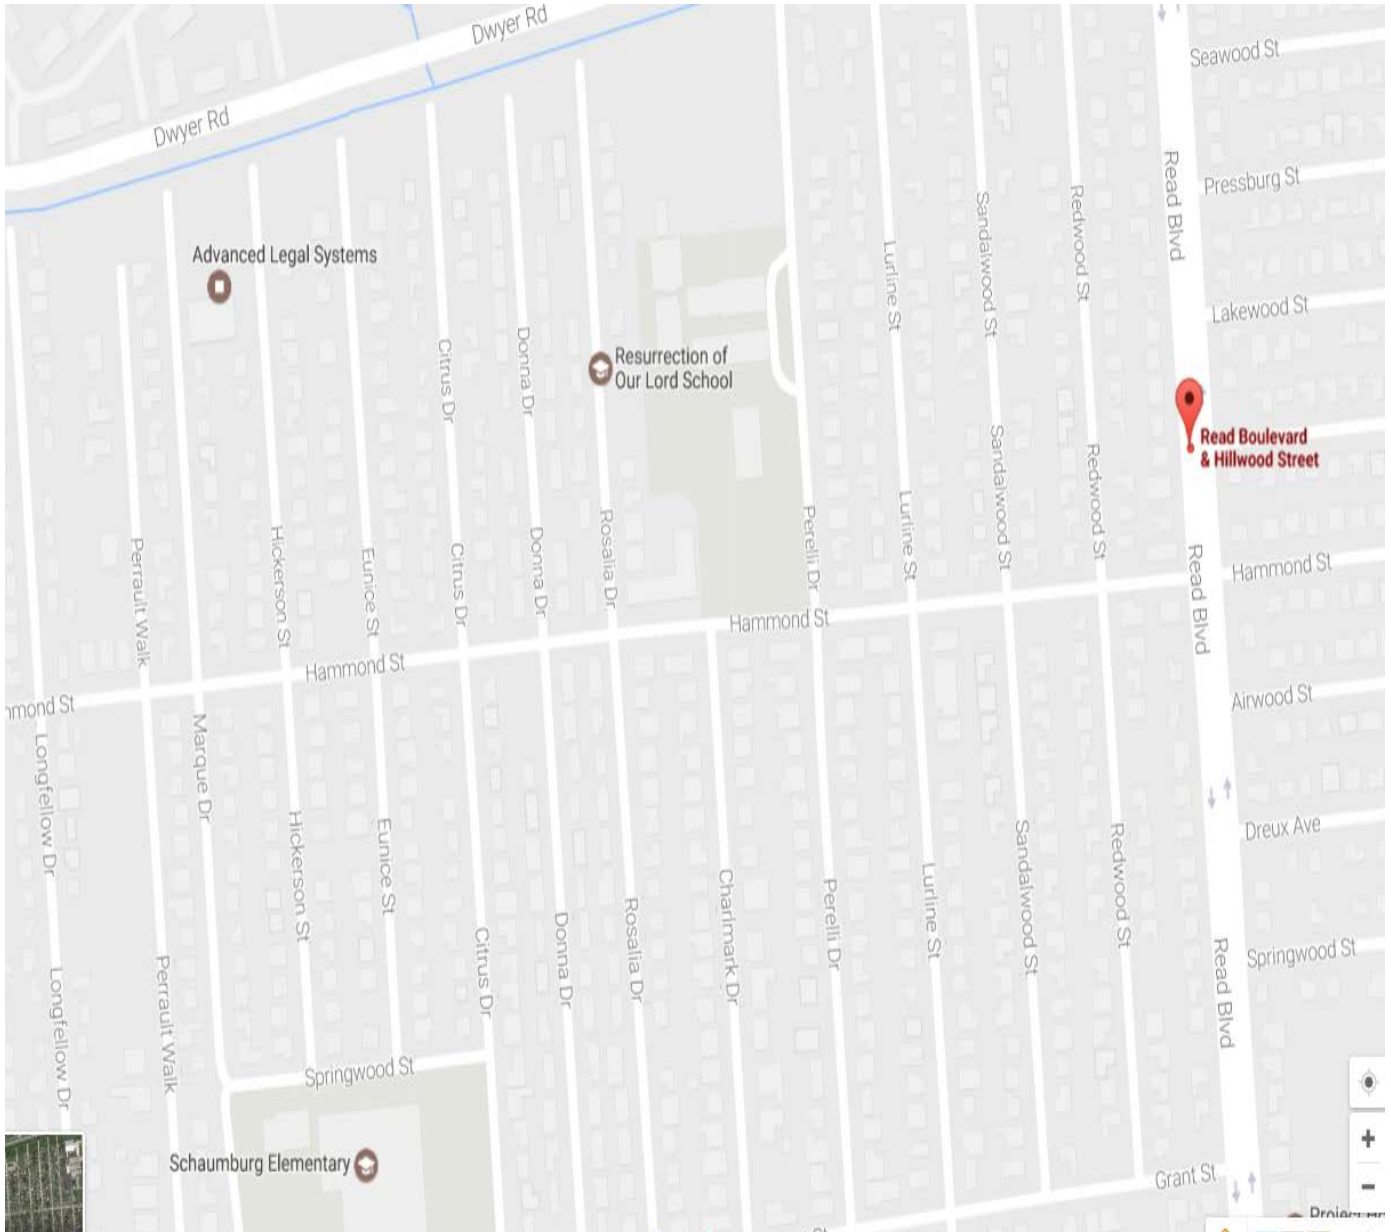 Dwyer Rd
Dwyer Rd
Seawood St
Read Blvd
Pressburg St
Redwood St
Sandalwood St
Lurline St
Advanced Legal Systems
Lakewood St
Citrus Dr
Donna Dr
Resurrection of
Our Lord School
Read Boulevard
& Hillwood Street
Redwood St
Sandalwood St
Lurline St
Perelli Dr
Rosalia Dr
Donna Dr
Citrus Dr
Eunice St
Hickerson St
Perrault Walk
Read Blvd
Hammond St
Hammond St
Hammond St
mmond St
Airwood St
Marque Dr
Longfellow Dr
Hickerson St
Eunice St
Dreux Ave
Redwood St
Sandalwood St
Lurline St
Perelli Dr
Charlmark Dr
Rosalia Dr
Donna Dr
Citrus Dr
Read Blvd
Springwood St
Perrault Walk
Longfellow Dr
Springwood St
Schaumburg Elementary
Grant St
+
−